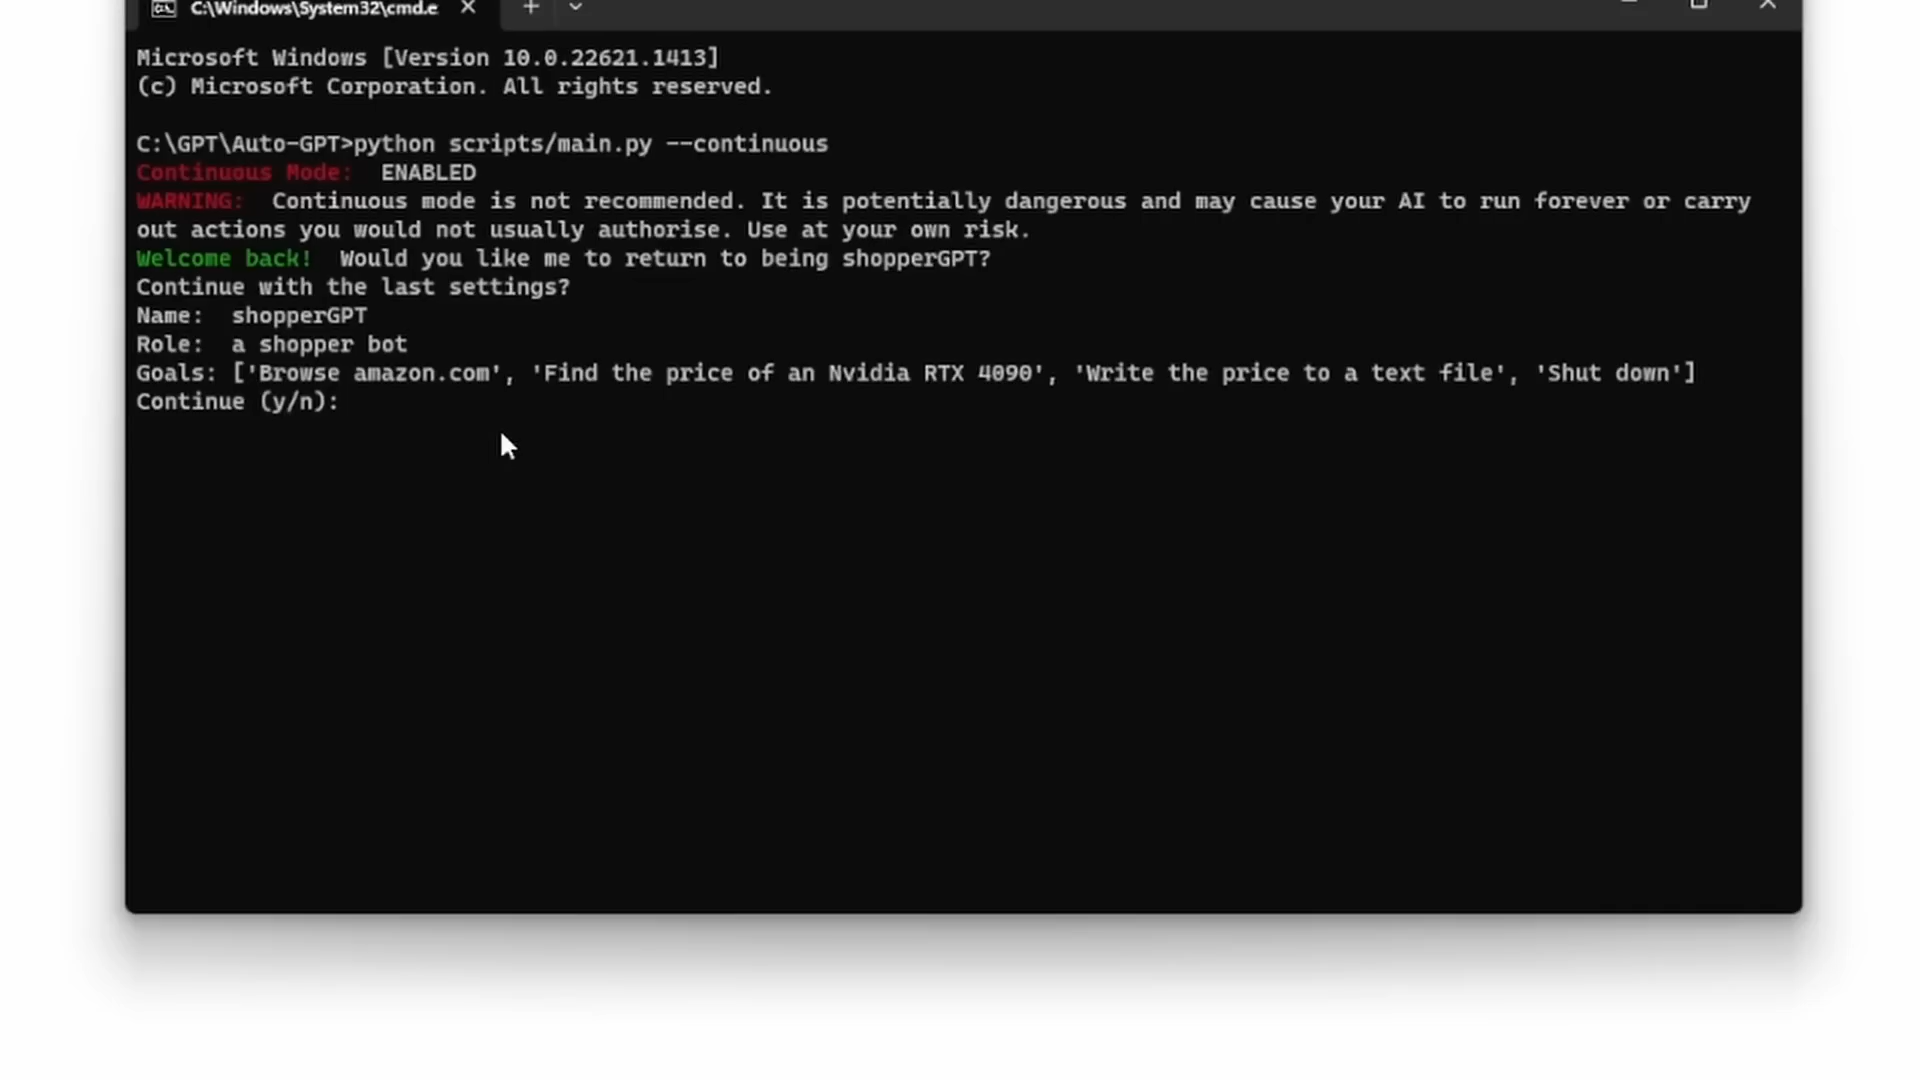 C:\Windows\System32\cmd.e
Microsoft Windows [Version 10.0.22621.1413]
(c) Microsoft Corporation. All rights reserved.
C:\GPT\Auto-GPT>python scripts/main.py --continuous
Continuous Mode:  ENABLED
WARNING:  Continuous mode is not recommended. It is potentially dangerous and may cause your AI to run forever or carry
out actions you would not usually authorise. Use at your own risk.
Welcome back!  Would you like me to return to being shopperGPT?
Continue with the last settings?
Name:  shopperGPT
Role:  a shopper bot
Goals: ['Browse amazon.com', 'Find the price of an Nvidia RTX 4090', 'Write the price to a text file', 'Shut down']
Continue (y/n):